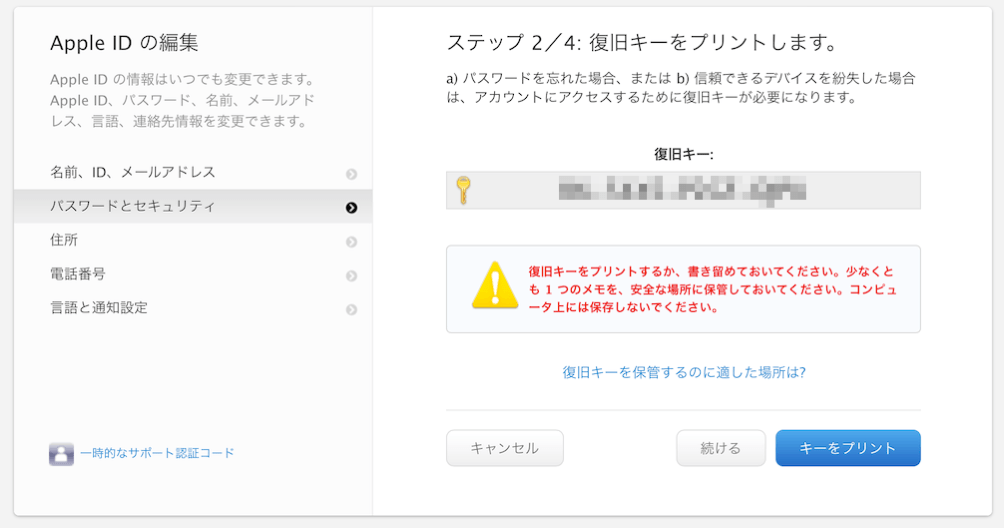 Apple ID の編集
Apple ID の情報はいつでも変更できます。
Apple ID、パスワード、名前、メールアド
レス、言語、連絡先情報を変更できます。
名前、ID、メールアドレス
パスワードとセキュリティ
住所
電話番号
言語と通知設定
一時的なサポート認証コード
ステップ 2／4: 復旧キーをプリントします。
a) パスワードを忘れた場合、または b) 信頼できるデバイスを紛失した場合
は、アカウントにアクセスするために復旧キーが必要になります。
復旧キー:
復旧キーをプリントするか、書き留めておいてください。少なくと
も 1 つのメモを、安全な場所に保管しておいてください。コンピュ
ータ上には保存しないでください。
復旧キーを保管するのに適した場所は?
キャンセル
続ける
キーをプリント